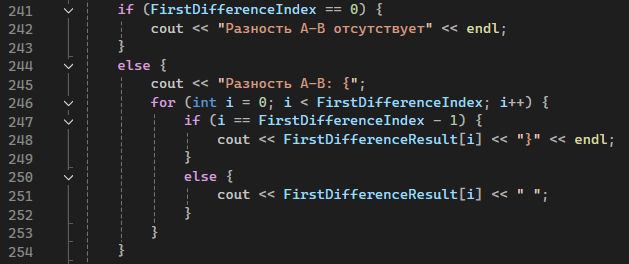 241 if (FirstDifferenceIndex == 0) {
242 cout << "Разность A-B отсутствует" << endl;
243 }
244 else {
245 cout << "Разность A-B: {";
246 for (int i = 0; i < FirstDifferenceIndex; i++) {
247 if (i == FirstDifferenceIndex - 1) {
248 cout << FirstDifferenceResult[i] << "}" << endl;
249 }
250 else {
251 cout << FirstDifferenceResult[i] << " ";
252 }
253 }
254 }